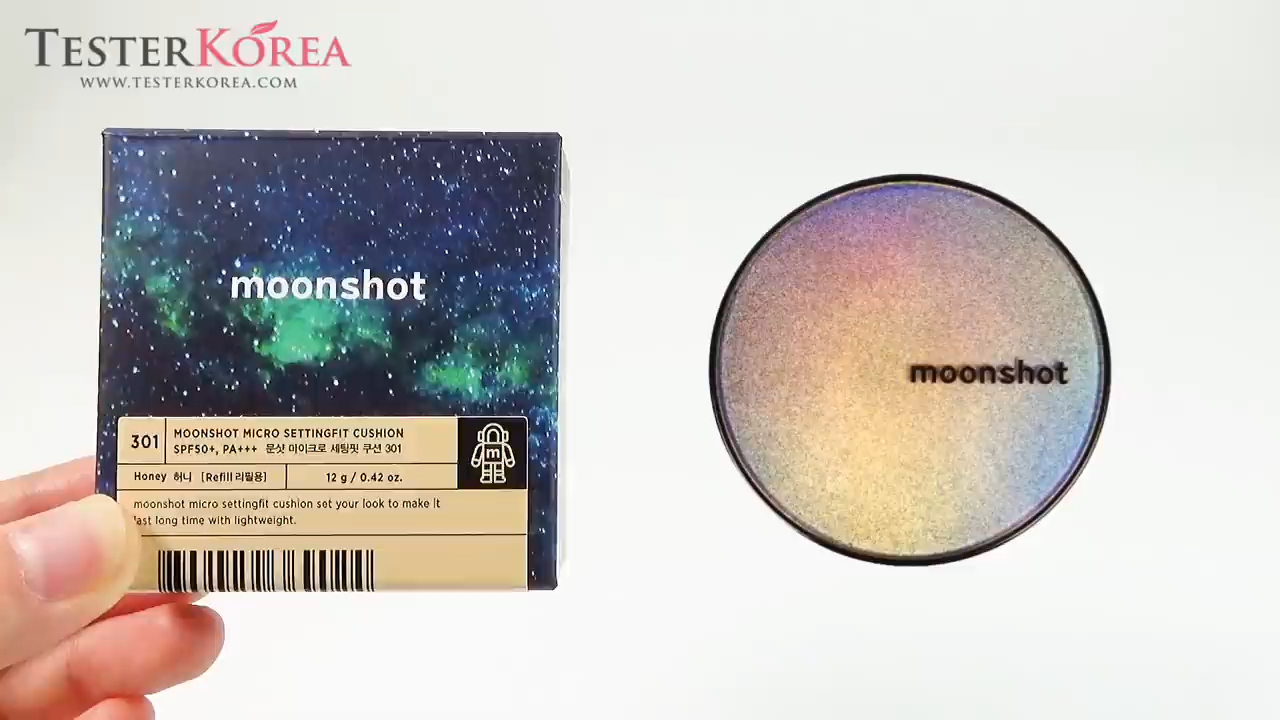 TESTERKOREA
WWW.TESTERKOREA.COM
moonshot
301
MOONSHOT MICRO SETTINGFIT CUSHION
SPF50+, PA+++ 문샷 마이크로 세팅핏 쿠션 301
Honey 허니 [Refill 리필용]
12 g / 0.42 oz.
m
moonshot micro settingfit cushion set your look to make it
last long time with lightweight.
moonshot